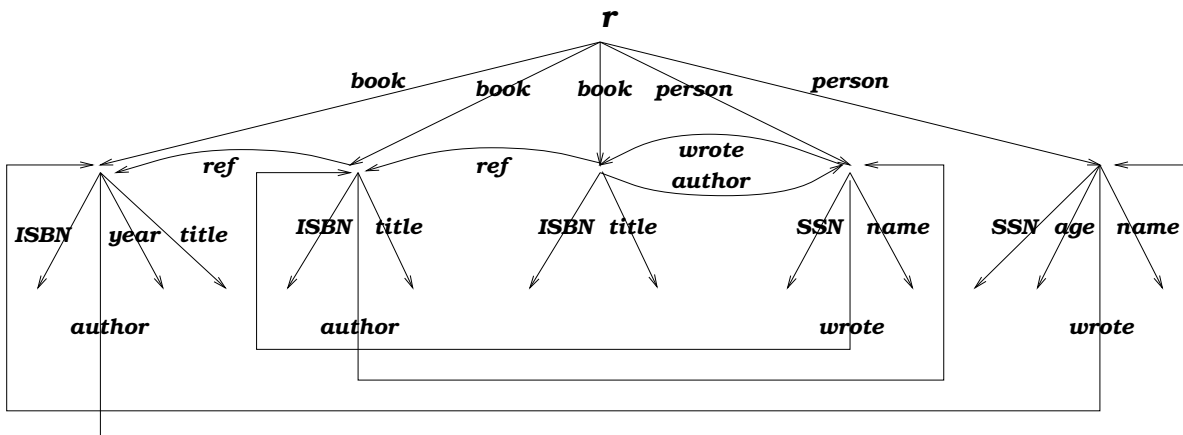 r
book book book person person
ref ref wrote
author
ISBN year title ISBN title ISBN title SSN name SSN age name
author author wrote wrote